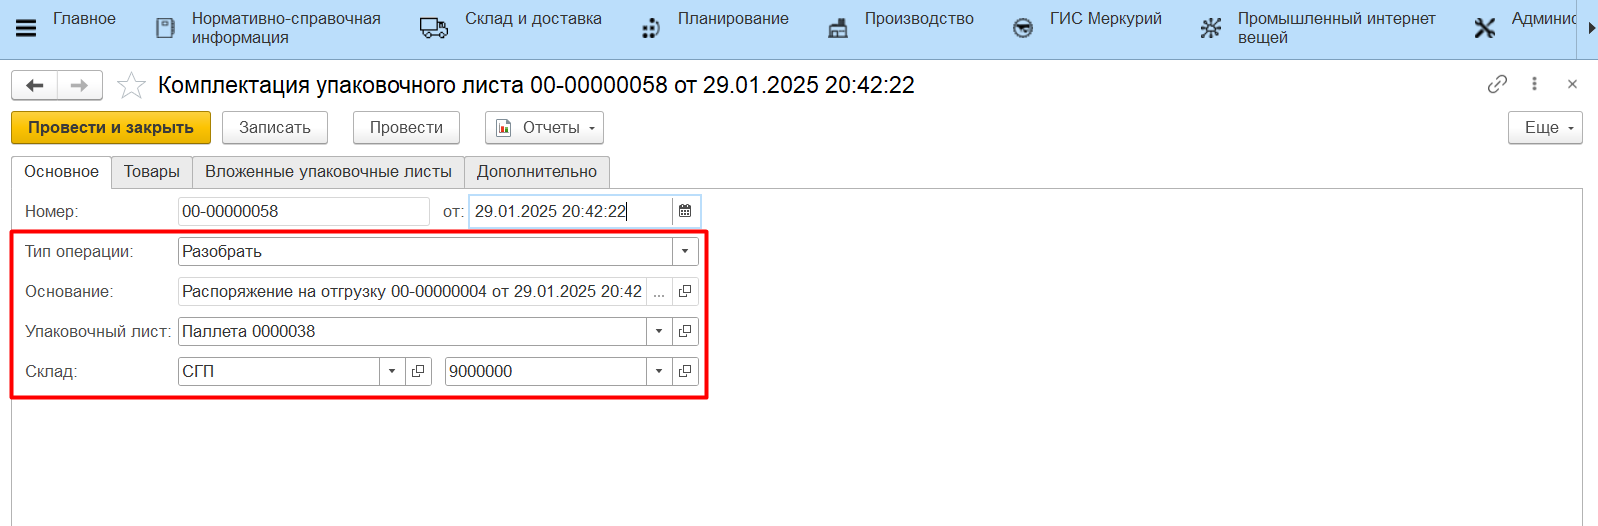 Главное
Нормативно-справочная
информация
Склад и доставка
Планирование
Производство
ГИС Меркурий
Промышленный интернет
вещей
Админис
Комплектация упаковочного листа 00-00000058 от 29.01.2025 20:42:22
Провести и закрыть
Записать
Провести
Отчеты
Еще
Основное
Товары
Вложенные упаковочные листы
Дополнительно
Номер: 00-00000058 от: 29.01.2025 20:42:22
Тип операции: Разобрать
Основание: Распоряжение на отгрузку 00-00000004 от 29.01.2025 20:42 ...
Упаковочный лист: Паллета 0000038
Склад: СГП 9000000